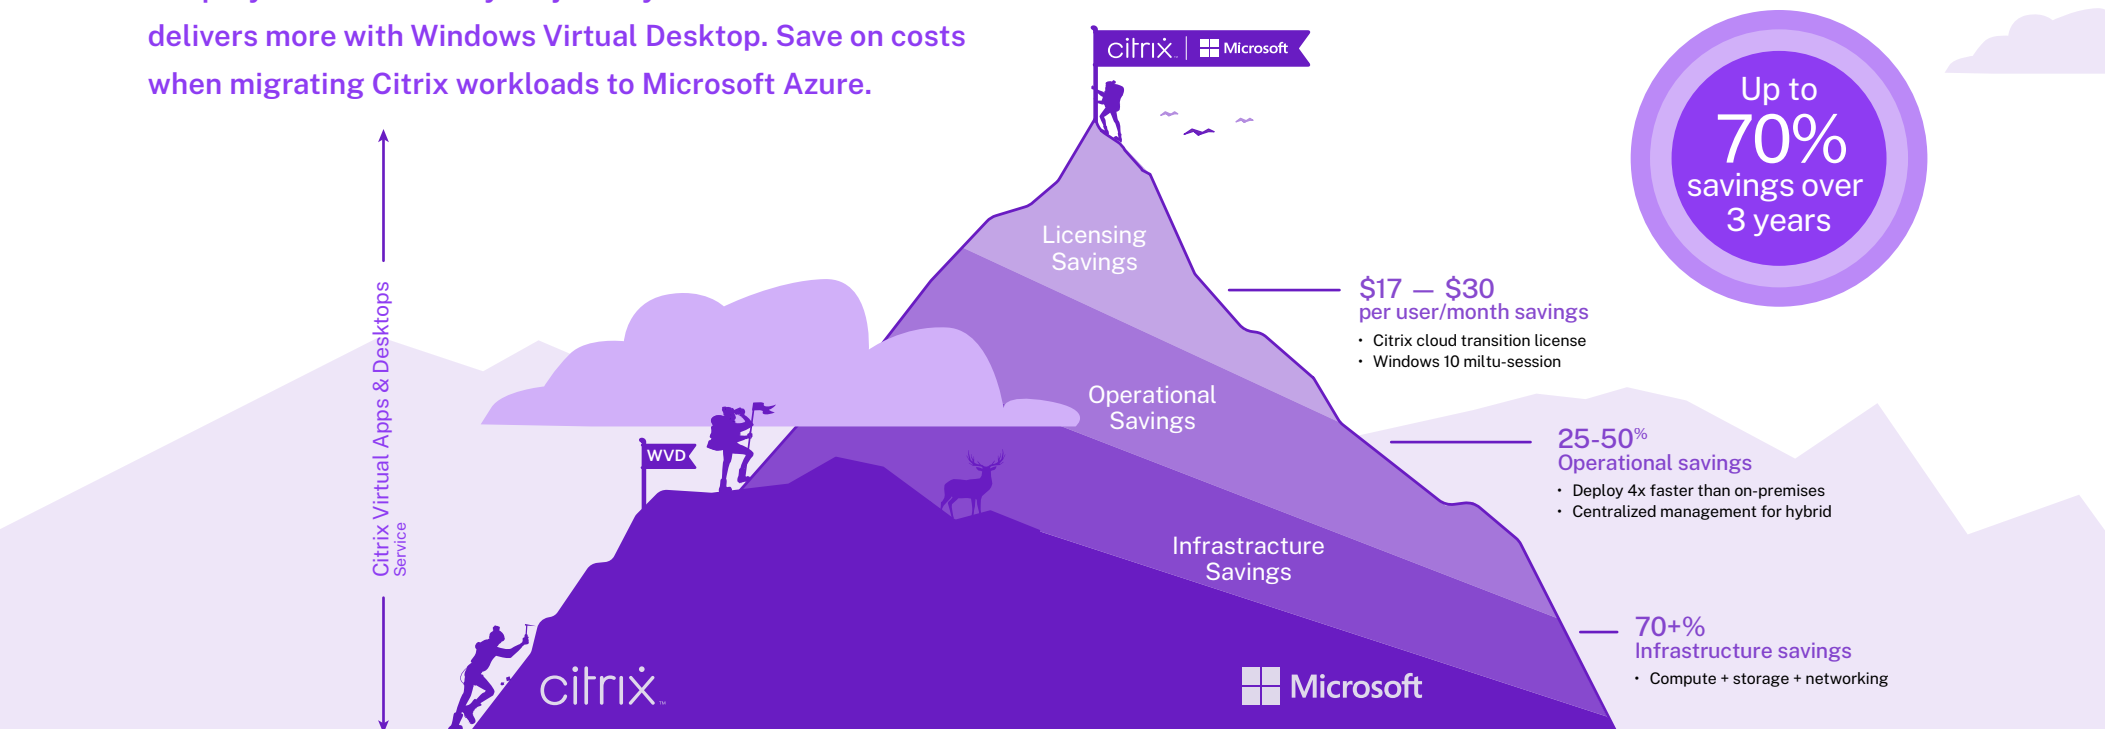 delivers more with Windows Virtual Desktop. Save on costs
when migrating Citrix workloads to Microsoft Azure.
citrix | Microsoft
Up to
70%
savings over
3 years
Licensing
Savings
$17 — $30
per user/month savings
• Citrix cloud transition license
• Windows 10 miltu-session
Citrix Virtual Apps & Desktops
Service
Operational
Savings
25-50%
Operational savings
• Deploy 4x faster than on-premises
• Centralized management for hybrid
WVD
Infrastracture
Savings
70+%
Infrastructure savings
• Compute + storage + networking
citrix™
Microsoft